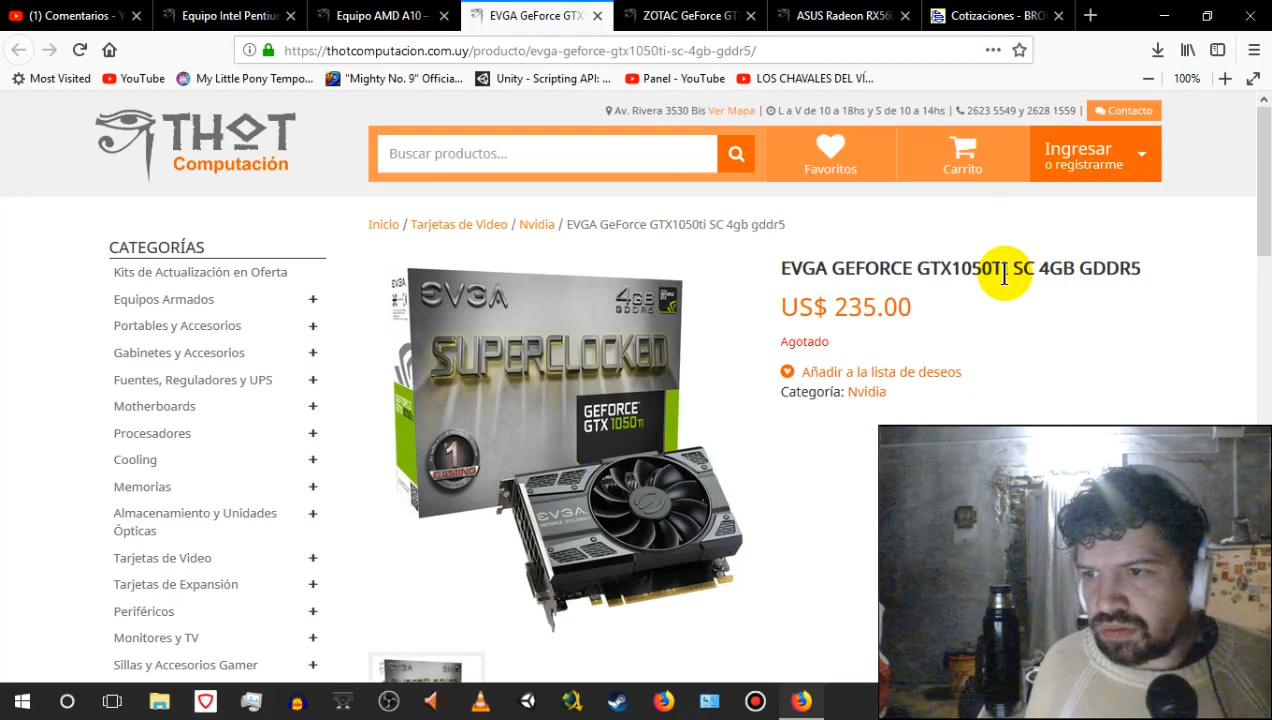 Comentarios - Y
Equipo Intel Pentiu
Equipo AMD A10 –
EVGA GeForce GTX
ZOTAC GeForce GT
ASUS Radeon RX56
Cotizaciones - BRO
https://thotcomputacion.com.uy/producto/evga-geforce-gtx1050ti-sc-4gb-gddr5/
Most Visited
YouTube
My Little Pony Tempo...
"Mighty No. 9" Officia...
Unity - Scripting API: ...
Panel - YouTube
LOS CHAVALES DEL VÍ...
100%
Av. Rivera 3530 Bis Ver Mapa | L a V de 10 a 18hs y S de 10 a 14hs | 2623 5549 y 2628 1559 | Contacto
THOT
Computación
Buscar productos...
Favoritos
Carrito
Ingresar
o registrarme
Inicio / Tarjetas de Video / Nvidia / EVGA GeForce GTX1050ti SC 4gb gddr5
CATEGORÍAS
Kits de Actualización en Oferta
Equipos Armados +
Portables y Accesorios +
Gabinetes y Accesorios +
Fuentes, Reguladores y UPS +
Motherboards +
Procesadores +
Cooling +
Memorias +
Almacenamiento y Unidades
Ópticas +
Tarjetas de Video +
Tarjetas de Expansión +
Periféricos +
Monitores y TV +
Sillas y Accesorios Gamer +
EVGA
4GB
GDDR5
SUPERCLOCKED
GEFORCE
GTX 1050 Ti
1
GAMING
EVGA
EVGA GEFORCE GTX1050TI SC 4GB GDDR5
US$ 235.00
Agotado
Añadir a la lista de deseos
Categoría: Nvidia